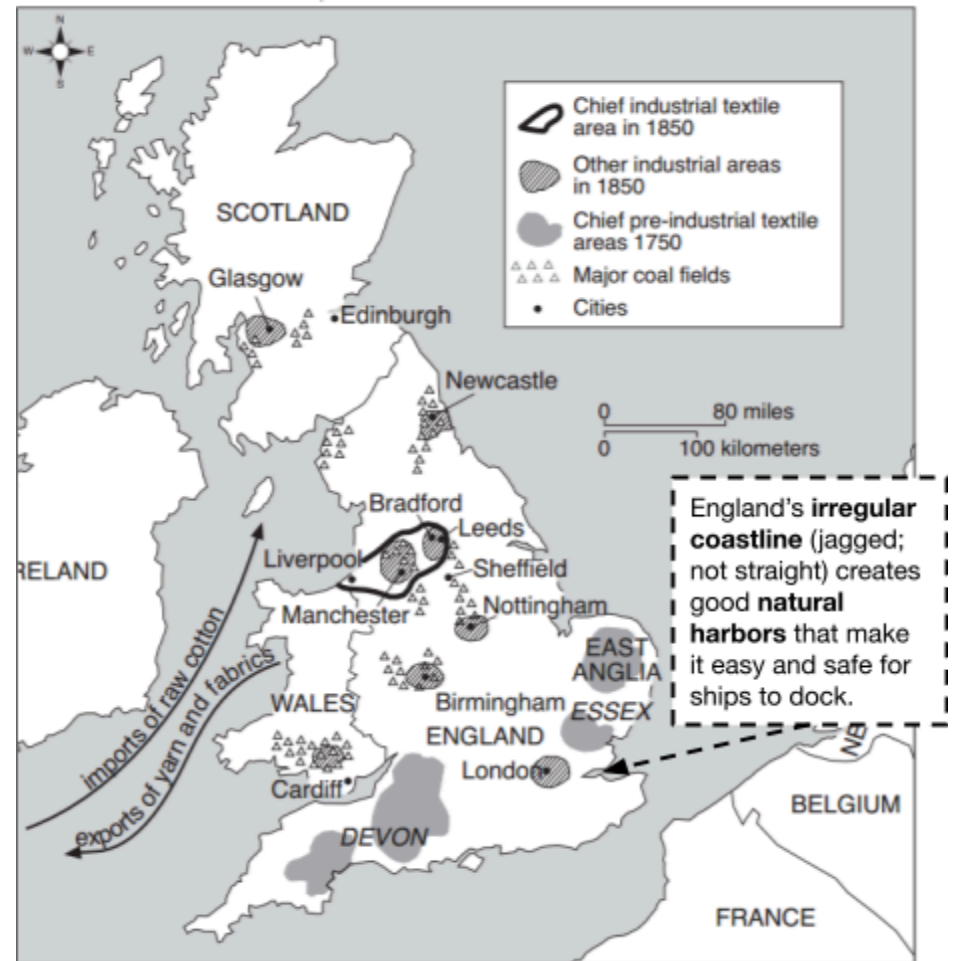 N
W
E
S
Chief industrial textile
area in 1850
Other industrial areas
in 1850
Chief pre-industrial textile
areas 1750
Major coal fields
Cities
SCOTLAND
Glasgow
Edinburgh
Newcastle
0
80 miles
0
100 kilometers
England's irregular
coastline (jagged;
not straight) creates
good natural
harbors that make
it easy and safe for
ships to dock.
Bradford
Leeds
Liverpool
Sheffield
RELAND
Manchester
Nottingham
EAST
ANGLIA
imports of raw cotton
exports of yarn and fabrics
WALES
Birmingham
ESSEX
ENGLAND
London
Cardiff
NE
BELGIUM
DEVON
FRANCE